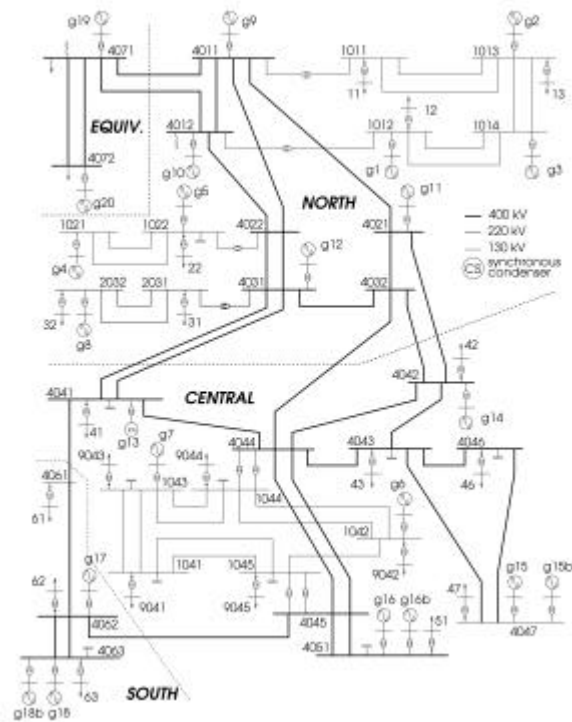 g19 g9 g2
4071 4011 1011 1013
11 13
12
EQUIV. 4012 1012 1014
4072 g10 g1 g3
g5 NORTH g11
g20
1021 1022 4022 4021
g12
g4 22
2032 2031 4031 4032
32 31
g8
400 kV
220 kV
130 kV
CS synchronous
condenser
42
CENTRAL 4042
4041
41 g14
g13 g7 4044 4043 4046
9043 9044
43 46
4061 1043 1044 g6
61 1042
g17
1041 1045 9042
62 g15 g15b
9041 9045 g16 g16b 47
51
4062 4045 4047
4063 4051
g18b g18 63 SOUTH